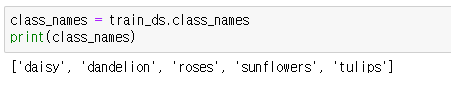 class_names = train_ds.class_names
print(class_names)
['daisy', 'dandelion', 'roses', 'sunflowers', 'tulips']